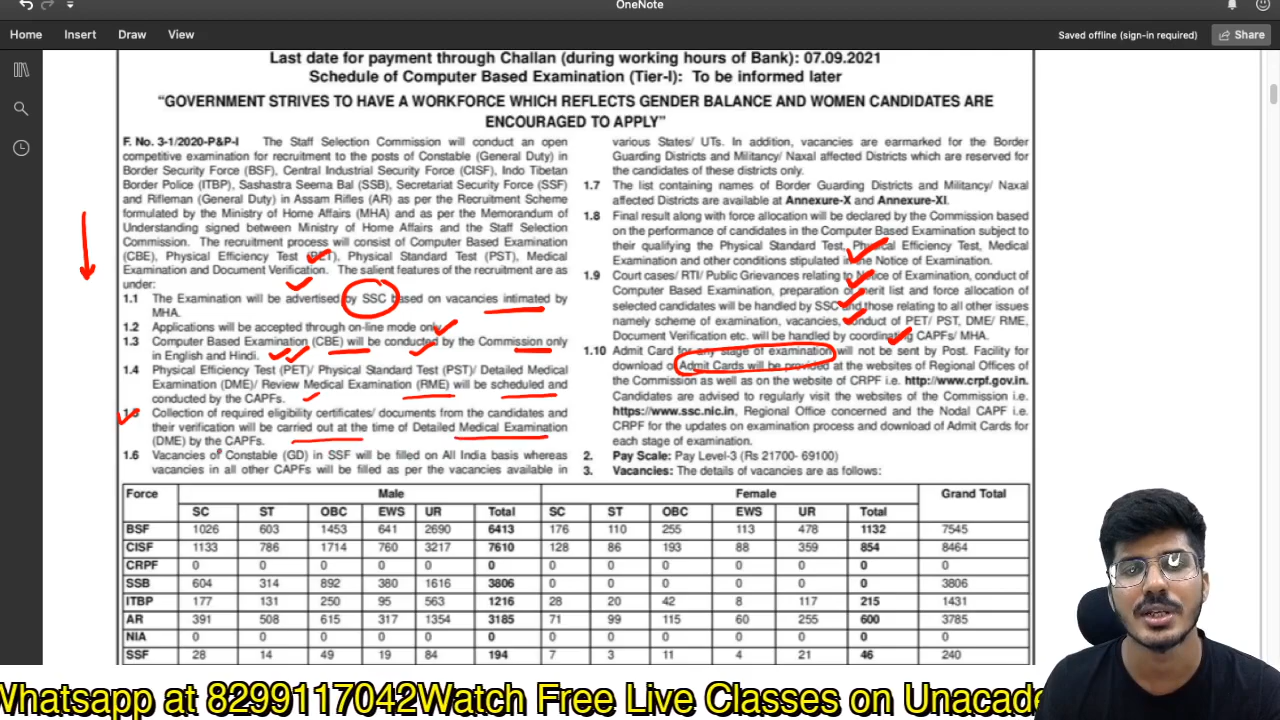 OneNote
Home Insert Draw View
Saved offline (sign-in required) Share
Last date for payment through Challan (during working hours of Bank): 07.09.2021
Schedule of Computer Based Examination (Tier-I): To be informed later
"GOVERNMENT STRIVES TO HAVE A WORKFORCE WHICH REFLECTS GENDER BALANCE AND WOMEN CANDIDATES ARE
ENCOURAGED TO APPLY"
F. No. 3-1/2020-P&P-I The Staff Selection Commission will conduct an open
competitive examination for recruitment to the posts of Constable (General Duty) in
Border Security Force (BSF), Central Industrial Security Force (CISF), Indo Tibetan
Border Police (ITBP), Sashastra Seema Bal (SSB), Secretariat Security Force (SSF)
and Rifleman (General Duty) in Assam Rifles (AR) as per the Recruitment Scheme
formulated by the Ministry of Home Affairs (MHA) and as per the Memorandum of
Understanding signed between Ministry of Home Affairs and the Staff Selection
Commission. The recruitment process will consist of Computer Based Examination
(CBE), Physical Efficiency Test (PET), Physical Standard Test (PST), Medical
Examination and Document Verification. The salient features of the recruitment are as
under:
1.1 The Examination will be advertised by SSC based on vacancies intimated by
MHA.
1.2 Applications will be accepted through on-line mode only.
1.3 Computer Based Examination (CBE) will be conducted by the Commission only
in English and Hindi.
1.4 Physical Efficiency Test (PET)/ Physical Standard Test (PST)/ Detailed Medical
Examination (DME)/ Review Medical Examination (RME) will be scheduled and
conducted by the CAPFs.
1.5 Collection of required eligibility certificates/ documents from the candidates and
their verification will be carried out at the time of Detailed Medical Examination
(DME) by the CAPFs.
1.6 Vacancies of Constable (GD) in SSF will be filled on All India basis whereas
vacancies in all other CAPFs will be filled as per the vacancies available in
various States/ UTs. In addition, vacancies are earmarked for the Border
Guarding Districts and Militancy/ Naxal affected Districts which are reserved for
the candidates of these districts only.
1.7 The list containing names of Border Guarding Districts and Militancy/ Naxal
affected Districts are available at Annexure-X and Annexure-XI.
1.8 Final result along with force allocation will be declared by the Commission based
on the performance of candidates in the Computer Based Examination subject to
their qualifying the Physical Standard Test, Physical Efficiency Test, Medical
Examination and other conditions stipulated in the Notice of Examination.
1.9 Court cases/ RTI/ Public Grievances relating to Notice of Examination, conduct of
Computer Based Examination, preparation of merit list and force allocation of
selected candidates will be handled by SSC and those relating to all other issues
namely scheme of examination, vacancies, conduct of PET/ PST, DME/ RME,
Document Verification etc. will be handled by coordinating CAPFs/ MHA.
1.10 Admit Card for any stage of examination will not be sent by Post. Facility for
download of Admit Cards will be provided at the websites of Regional Offices of
the Commission as well as on the website of CRPF i.e. http://www.crpf.gov.in.
Candidates are advised to regularly visit the websites of the Commission i.e.
https://www.ssc.nic.in, Regional Office concerned and the Nodal CAPF i.e.
CRPF for the updates on examination process and download of Admit Cards for
each stage of examination.
2. Pay Scale: Pay Level-3 (Rs 21700- 69100)
3. Vacancies: The details of vacancies are as follows:
Force Male Female Grand Total
SC ST OBC EWS UR Total SC ST OBC EWS UR Total
BSF 1026 603 1453 641 2690 6413 176 110 255 113 478 1132 7545
CISF 1133 786 1714 760 3217 7610 128 86 193 88 359 854 8464
CRPF 0 0 0 0 0 0 0 0 0 0 0 0 0
SSB 604 314 892 380 1616 3806 0 0 0 0 0 0 3806
ITBP 177 131 250 95 563 1216 28 20 42 8 117 215 1431
AR 391 508 615 317 1354 3185 71 99 115 60 255 600 3785
NIA 0 0 0 0 0 0 0 0 0 0 0 0 0
SSF 28 14 49 19 84 194 7 3 11 4 21 46 240
Whatsapp at 8299117042Watch Free Live Classes on Unacade